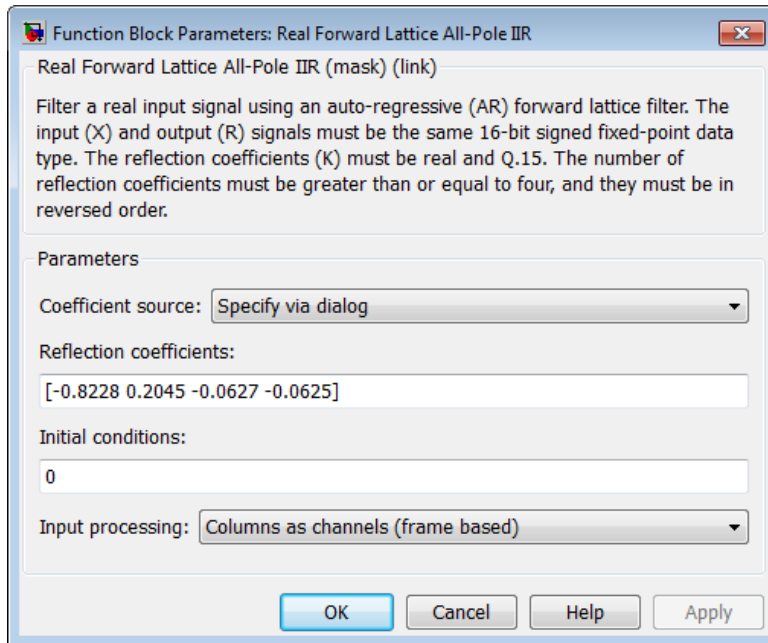 Function Block Parameters: Real Forward Lattice All-Pole IIR
Real Forward Lattice All-Pole IIR (mask) (link)
Filter a real input signal using an auto-regressive (AR) forward lattice filter. The
input (X) and output (R) signals must be the same 16-bit signed fixed-point data
type. The reflection coefficients (K) must be real and Q.15. The number of
reflection coefficients must be greater than or equal to four, and they must be in
reversed order.
Parameters
Coefficient source: Specify via dialog
Reflection coefficients:
[-0.8228 0.2045 -0.0627 -0.0625]
Initial conditions:
0
Input processing: Columns as channels (frame based)
OK Cancel Help Apply